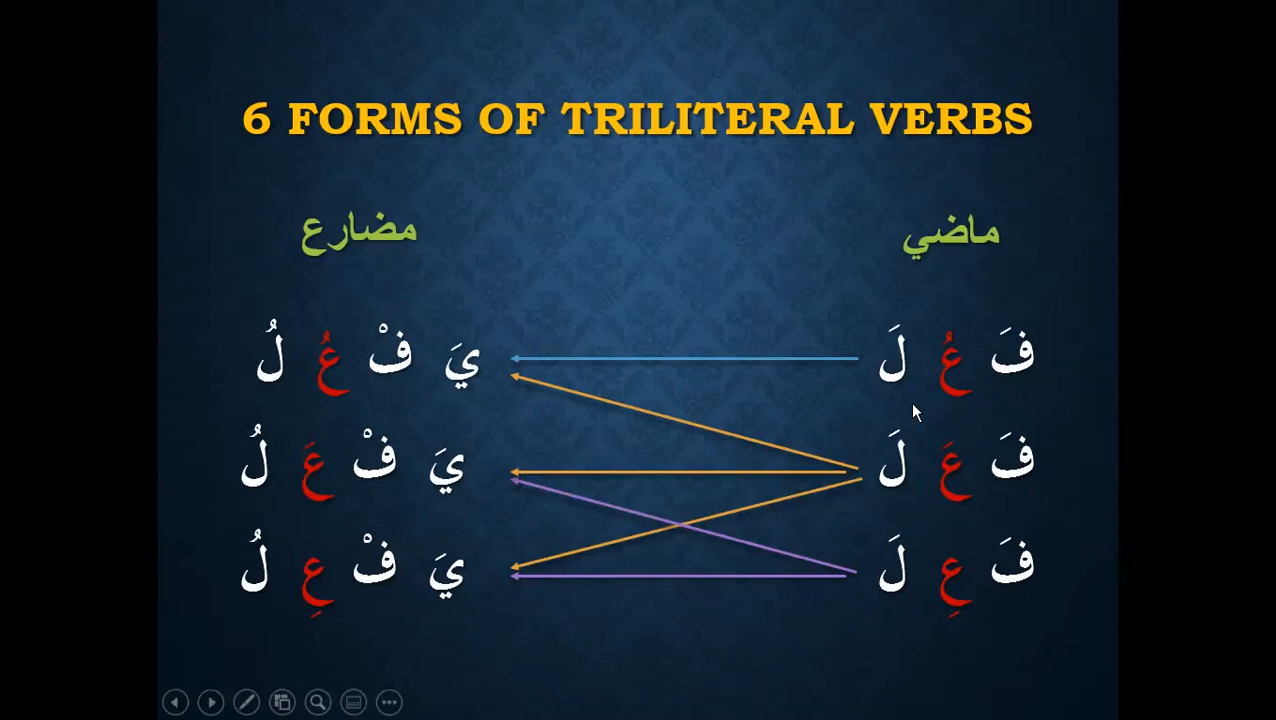 6 FORMS OF TRILITERAL VERBS
ماضي مضارع
فَ عُ لَ يَ فْ عُ لُ
فَ عَ لَ يَ فْ عَ لُ
فَ عِ لَ يَ فْ عِ لُ